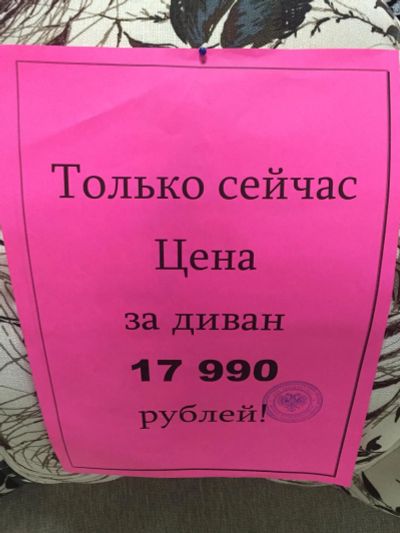 Только сейчас
Цена
за диван
17 990
рублей!